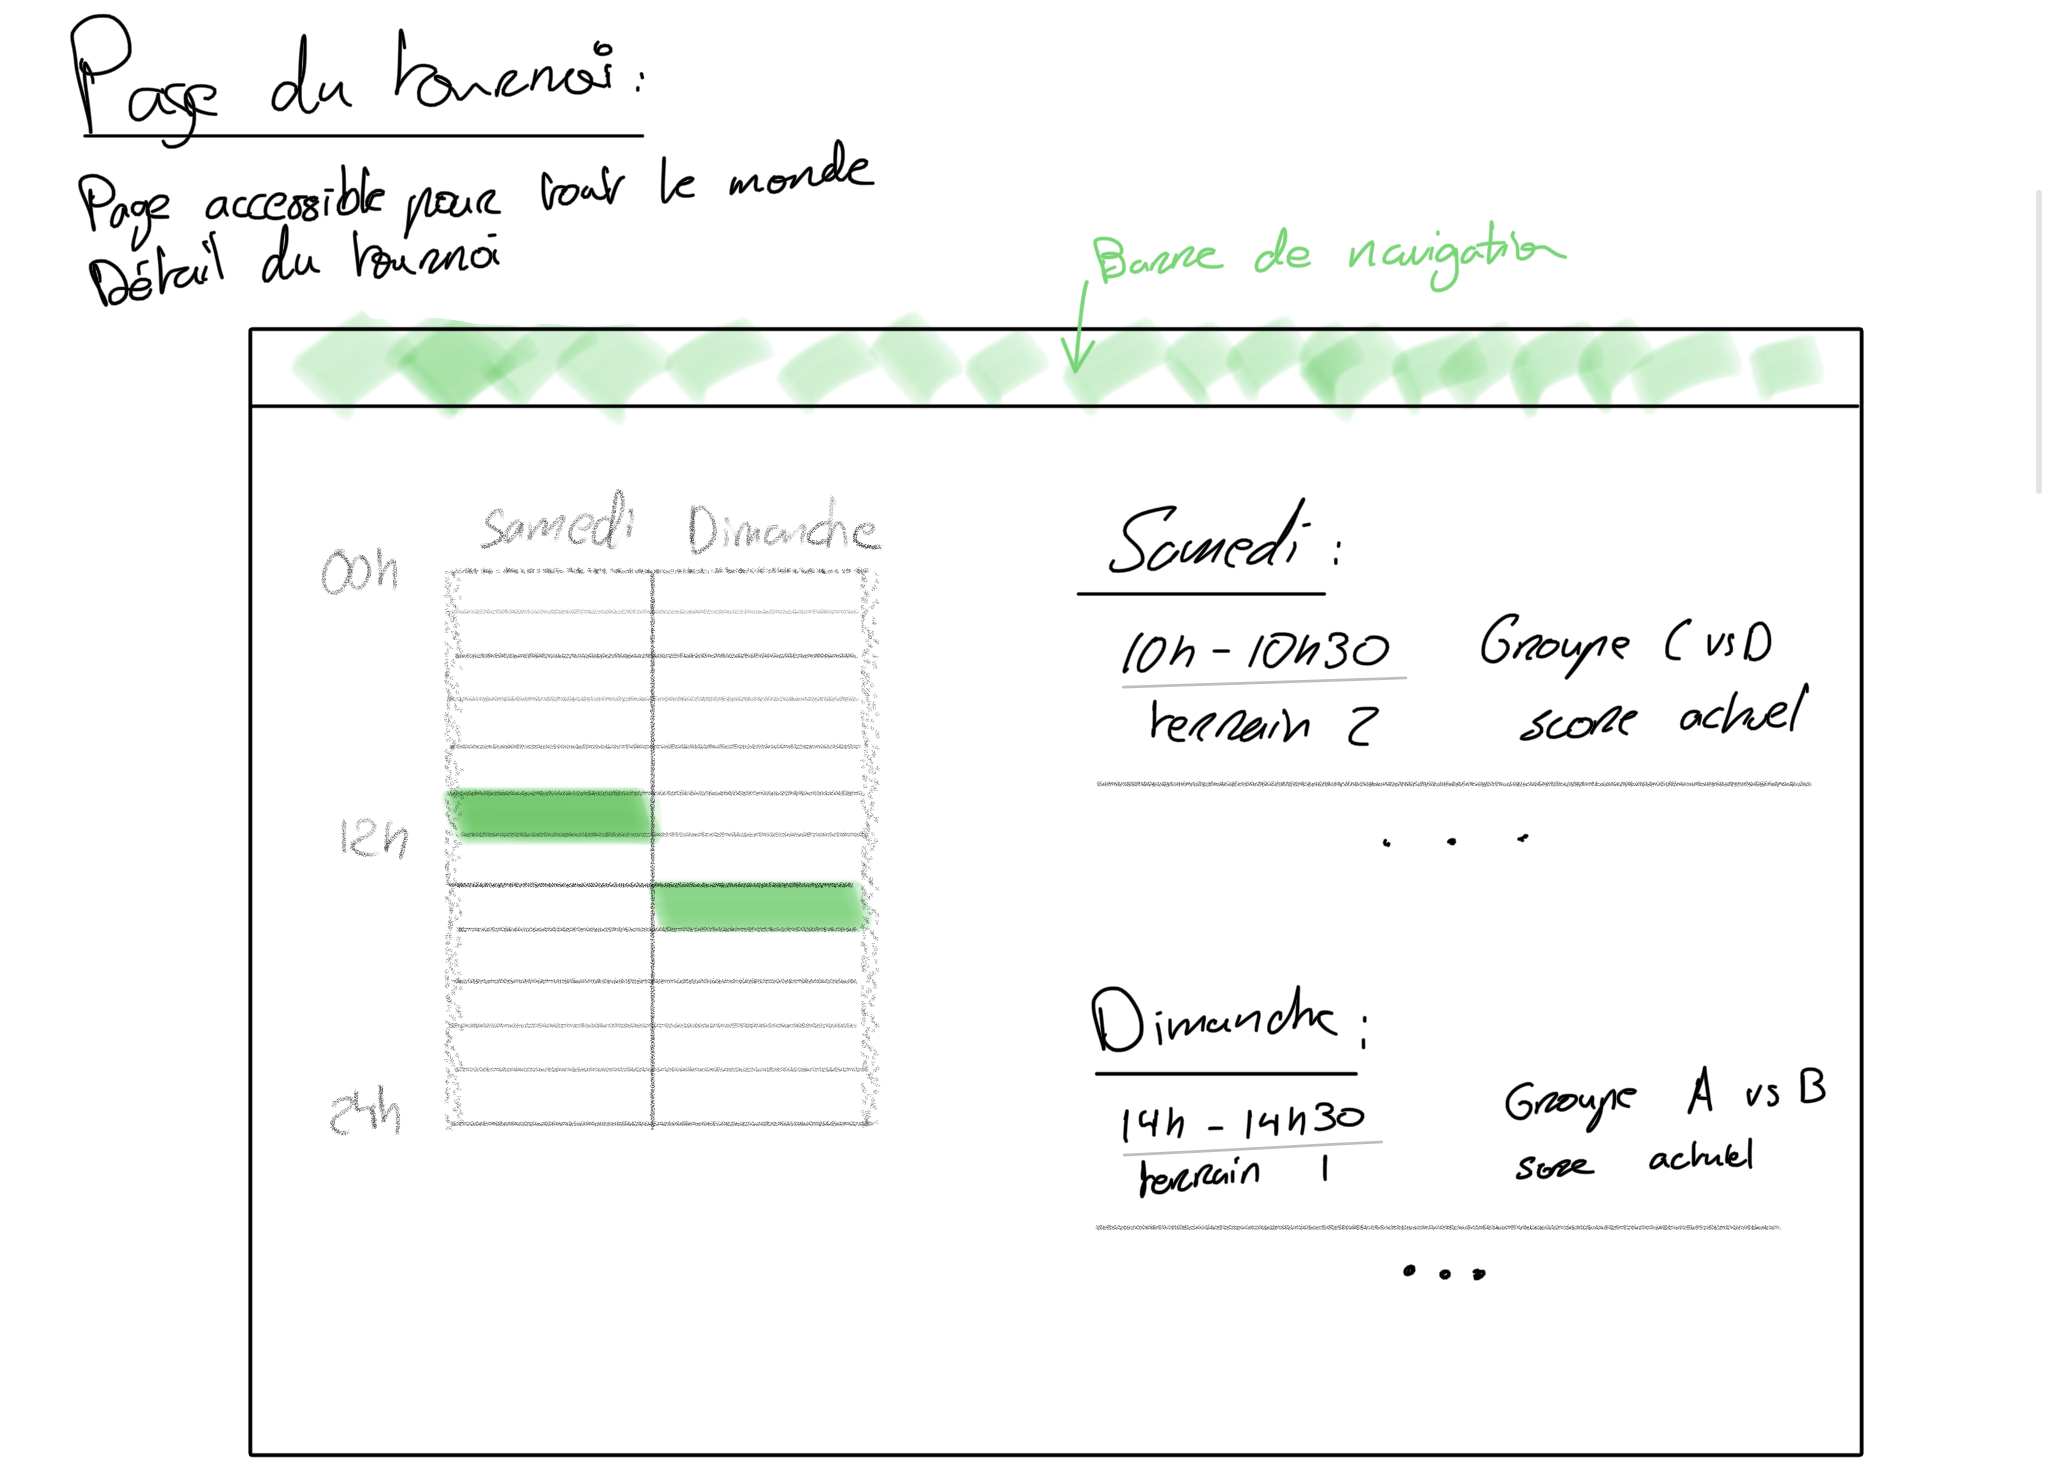 Page du tournoi :
Page accessible pour tout le monde
Détail du tournoi
Barre de navigation
Samedi Dimanche
00h
12h
24h
Samedi :
10h - 10h30 Groupe C vs D
terrain 2 score actuel
. . .
Dimanche :
14h - 14h30 Groupe A vs B
terrain 1 score actuel
...